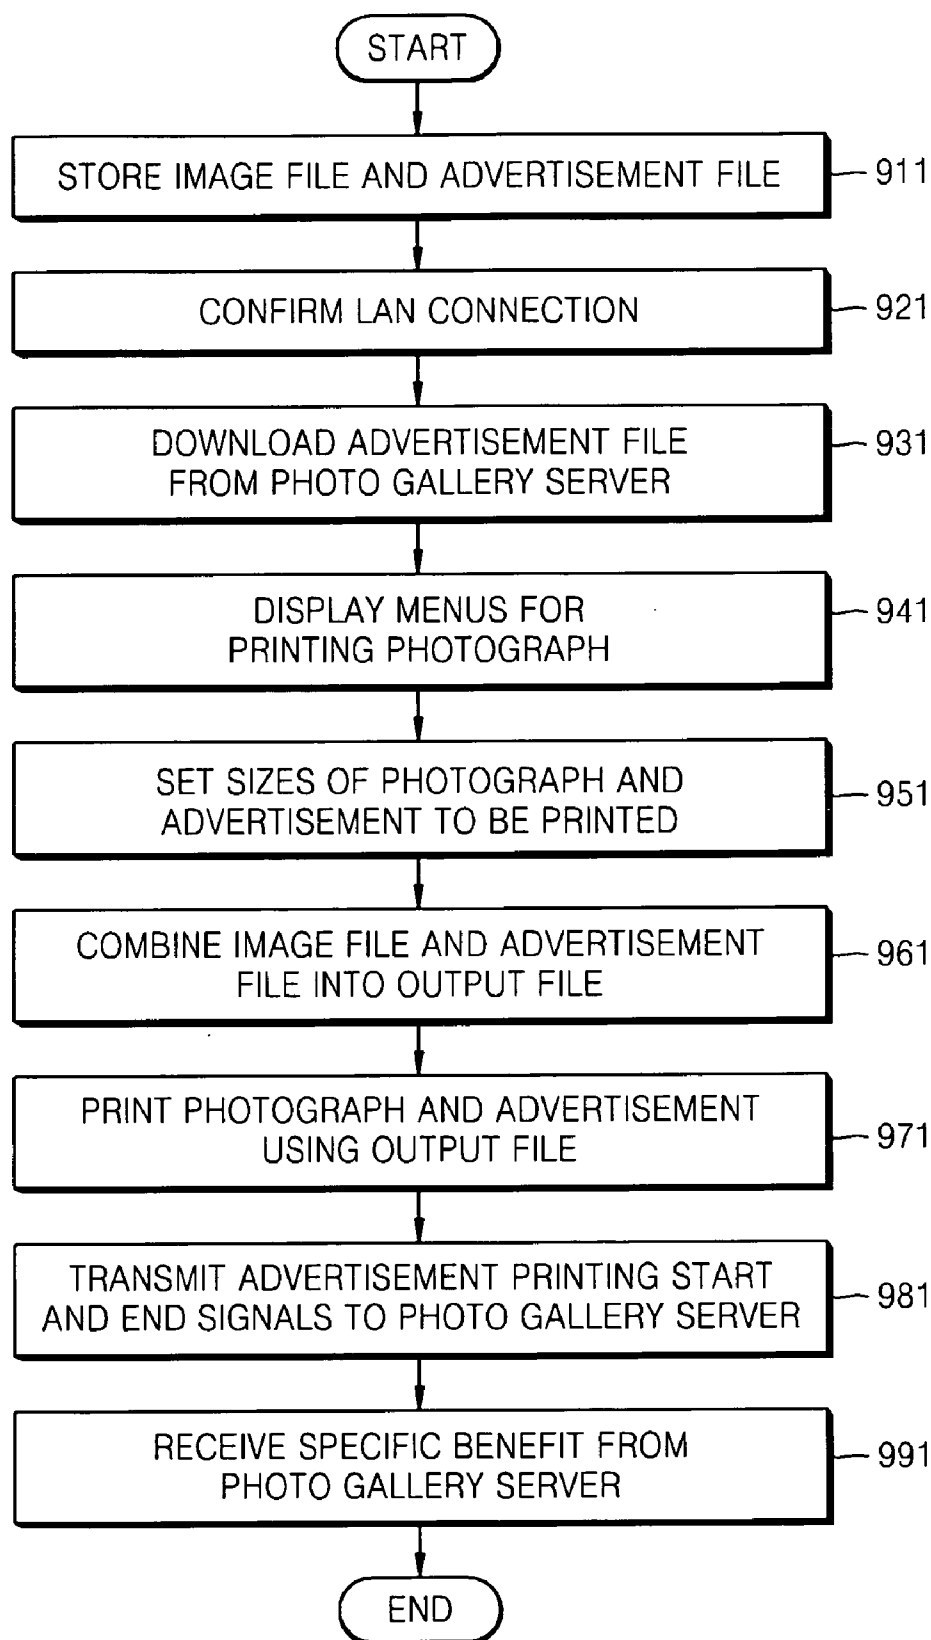 START
STORE IMAGE FILE AND ADVERTISEMENT FILE
911
CONFIRM LAN CONNECTION
921
DOWNLOAD ADVERTISEMENT FILE
FROM PHOTO GALLERY SERVER
931
DISPLAY MENUS FOR
PRINTING PHOTOGRAPH
941
SET SIZES OF PHOTOGRAPH AND
ADVERTISEMENT TO BE PRINTED
951
COMBINE IMAGE FILE AND ADVERTISEMENT
FILE INTO OUTPUT FILE
961
PRINT PHOTOGRAPH AND ADVERTISEMENT
USING OUTPUT FILE
971
TRANSMIT ADVERTISEMENT PRINTING START
AND END SIGNALS TO PHOTO GALLERY SERVER
981
RECEIVE SPECIFIC BENEFIT FROM
PHOTO GALLERY SERVER
991
END